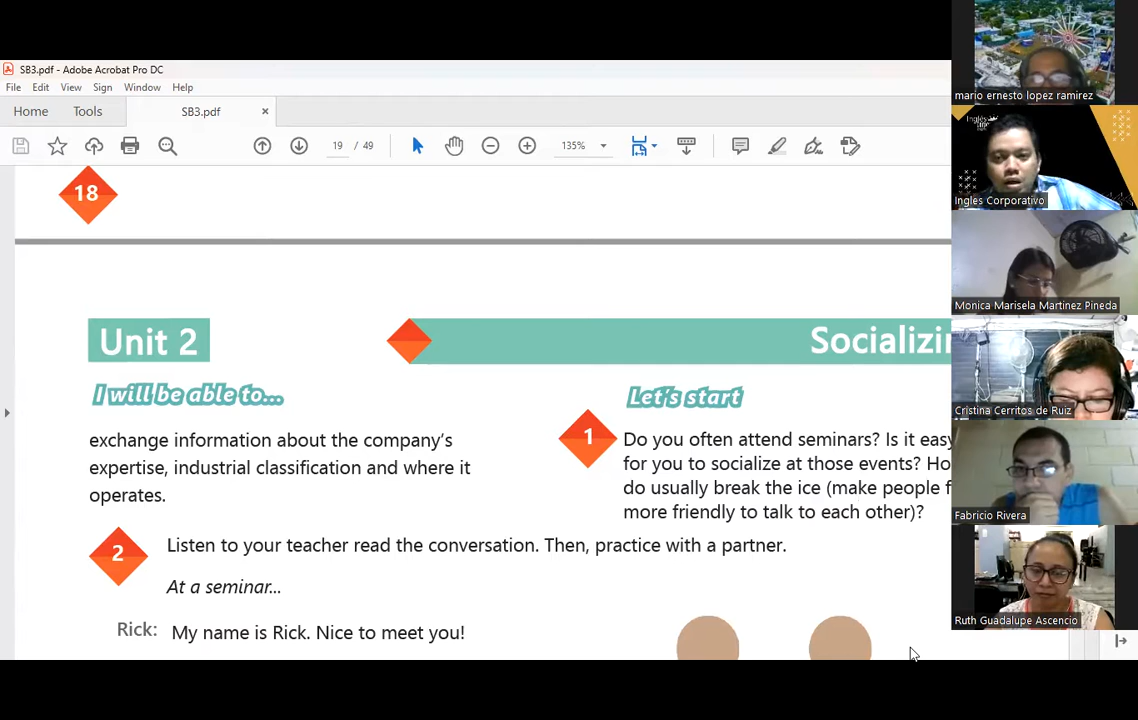 SB3.pdf - Adobe Acrobat Pro DC
File Edit View Sign Window Help
Home Tools SB3.pdf ×
19 / 49 135%
18
Unit 2
Socializin
I will be able to...
Let's start
exchange information about the company's
expertise, industrial classification and where it
operates.
1
Do you often attend seminars? Is it easy
for you to socialize at those events? Ho
do usually break the ice (make people f
more friendly to talk to each other)?
2
Listen to your teacher read the conversation. Then, practice with a partner.
At a seminar...
Rick: My name is Rick. Nice to meet you!
mario ernesto lopez ramirez
Inglés
Ingles Corporativo
Monica Marisela Martinez Pineda
Cristina Cerritos de Ruiz
Fabricio Rivera
Ruth Guadalupe Ascencio